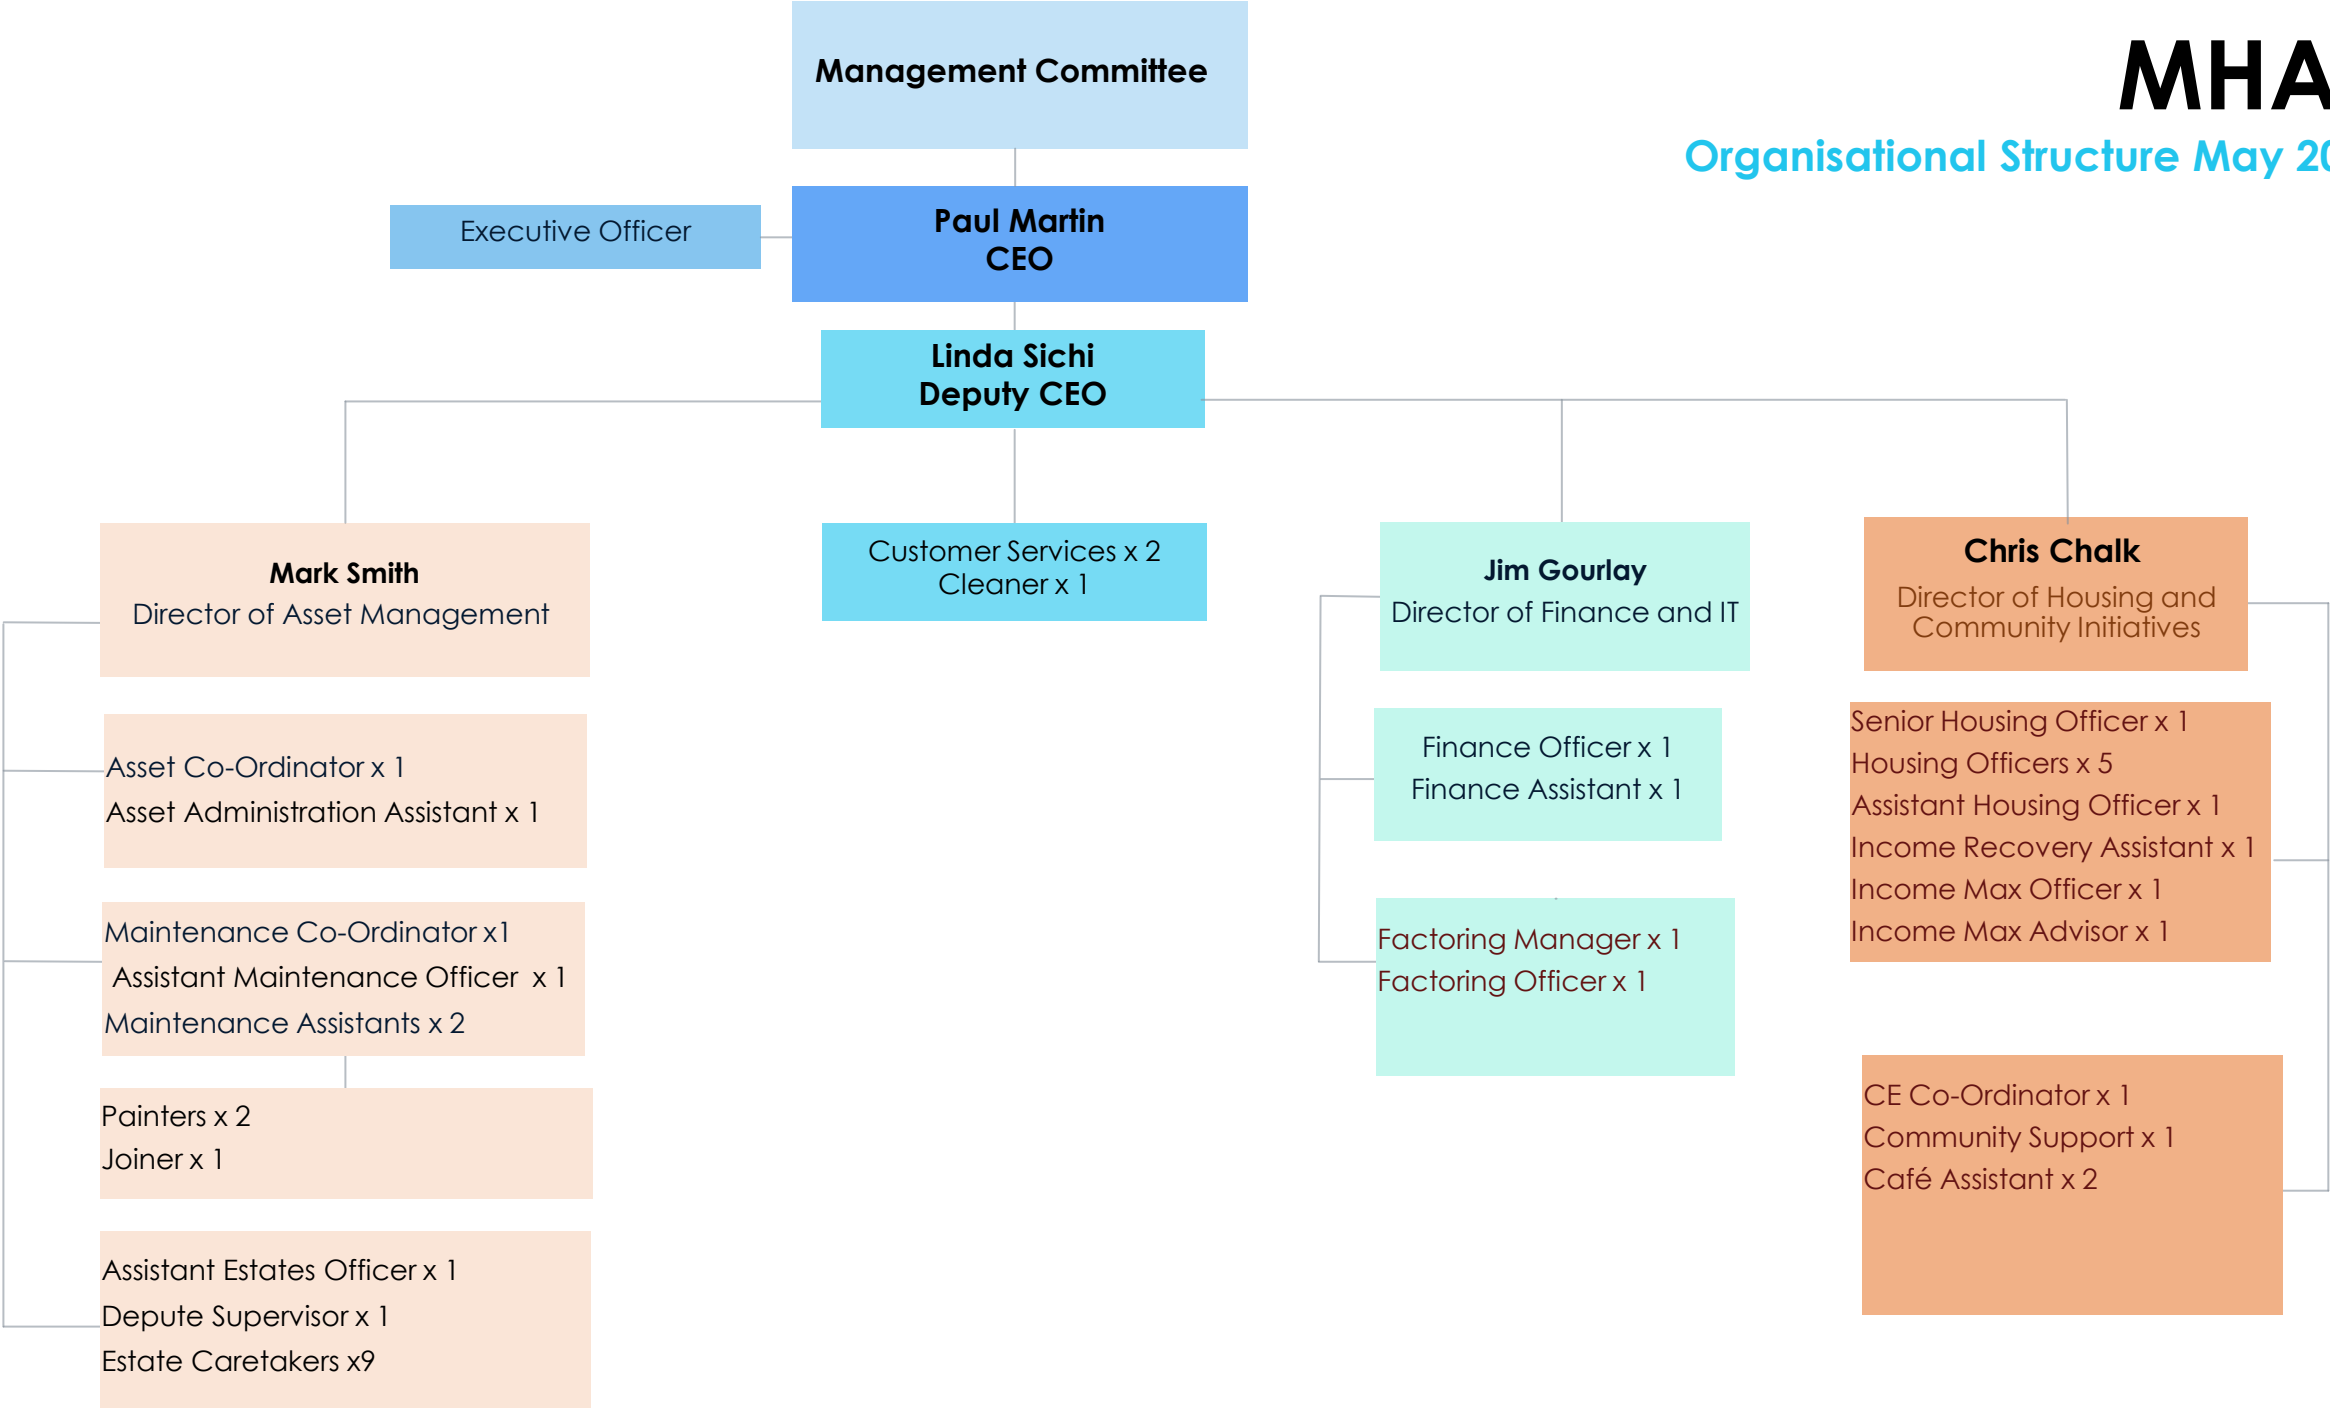 Management Committee
MHA
Organisational Structure May 20
Executive Officer
Paul Martin
CEO
Linda Sichi
Deputy CEO
Mark Smith
Director of Asset Management
Asset Co-Ordinator x 1
Asset Administration Assistant x 1
Maintenance Co-Ordinator x1
Assistant Maintenance Officer x 1
Maintenance Assistants x 2
Painters x 2
Joiner x 1
Assistant Estates Officer x 1
Depute Supervisor x 1
Estate Caretakers x9
Customer Services x 2
Cleaner x 1
Jim Gourlay
Director of Finance and IT
Finance Officer x 1
Finance Assistant x 1
Factoring Manager x 1
Factoring Officer x 1
Chris Chalk
Director of Housing and
Community Initiatives
Senior Housing Officer x 1
Housing Officers x 5
Assistant Housing Officer x 1
Income Recovery Assistant x 1
Income Max Officer x 1
Income Max Advisor x 1
CE Co-Ordinator x 1
Community Support x 1
Café Assistant x 2